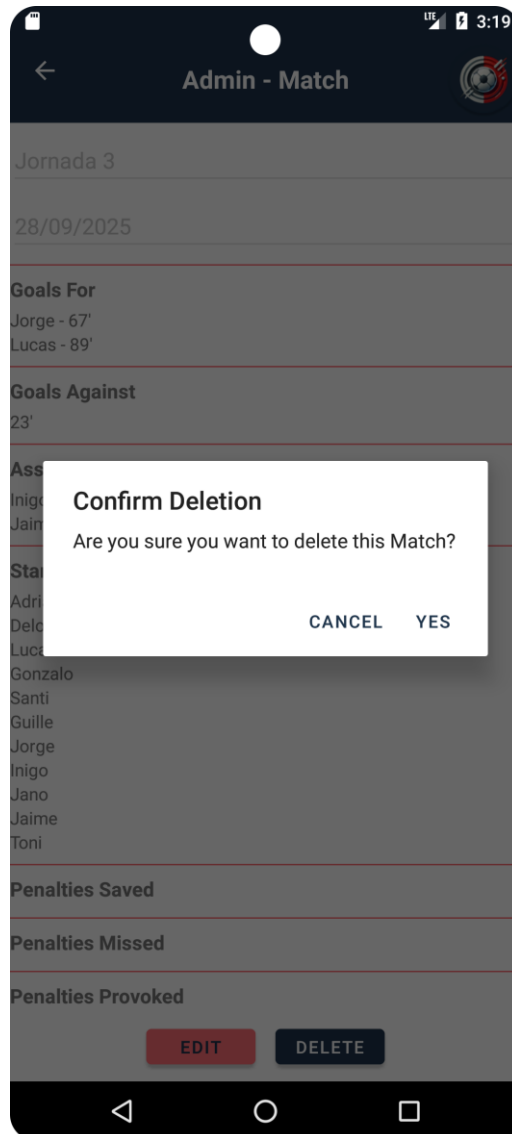 LTE 3:19
Admin - Match
Jornada 3
28/09/2025
Goals For
Jorge - 67'
Lucas - 89'
Goals Against
23'
Confirm Deletion
Are you sure you want to delete this Match?
CANCEL YES
Gonzalo
Santi
Guille
Jorge
Inigo
Jano
Jaime
Toni
Penalties Saved
Penalties Missed
Penalties Provoked
EDIT DELETE